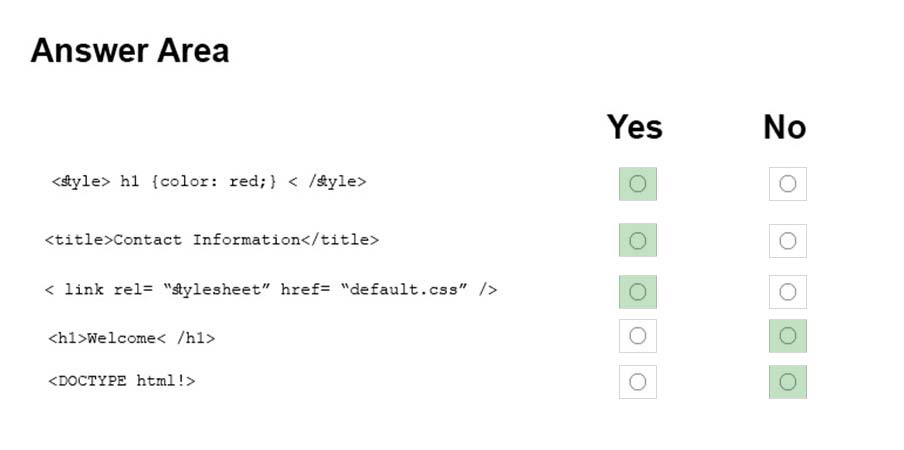 Answer Area
Yes No
<style> h1 {color: red;} < /style>
<title>Contact Information</title>
< link rel= “stylesheet” href= “default.css” />
<h1>Welcome< /h1>
<DOCTYPE html!>